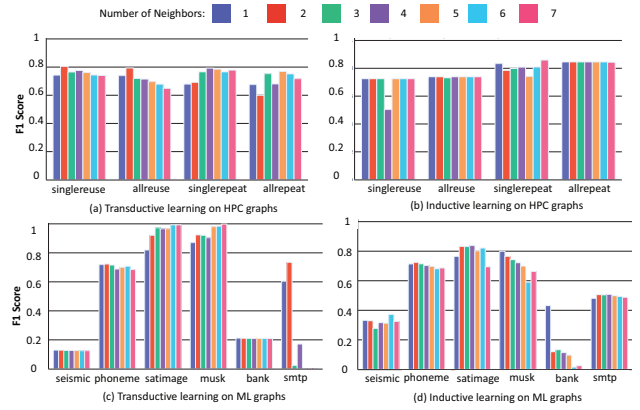 Number of Neighbors: 1 2 3 4 5 6 7
F1 Score
1
0.8
0.6
0.4
0.2
0
singlereuse allreuse singlerepeat allrepeat
(a) Transductive learning on HPC graphs
1
0.8
0.6
0.4
0.2
0
singlereuse allreuse singlerepeat allrepeat
(b) Inductive learning on HPC graphs
F1 Score
1
0.8
0.6
0.4
0.2
0
seismic phoneme satimage musk bank smtp
(c) Transductive learning on ML graphs
1
0.8
0.6
0.4
0.2
0
seismic phoneme satimage musk bank smtp
(d) Inductive learning on ML graphs